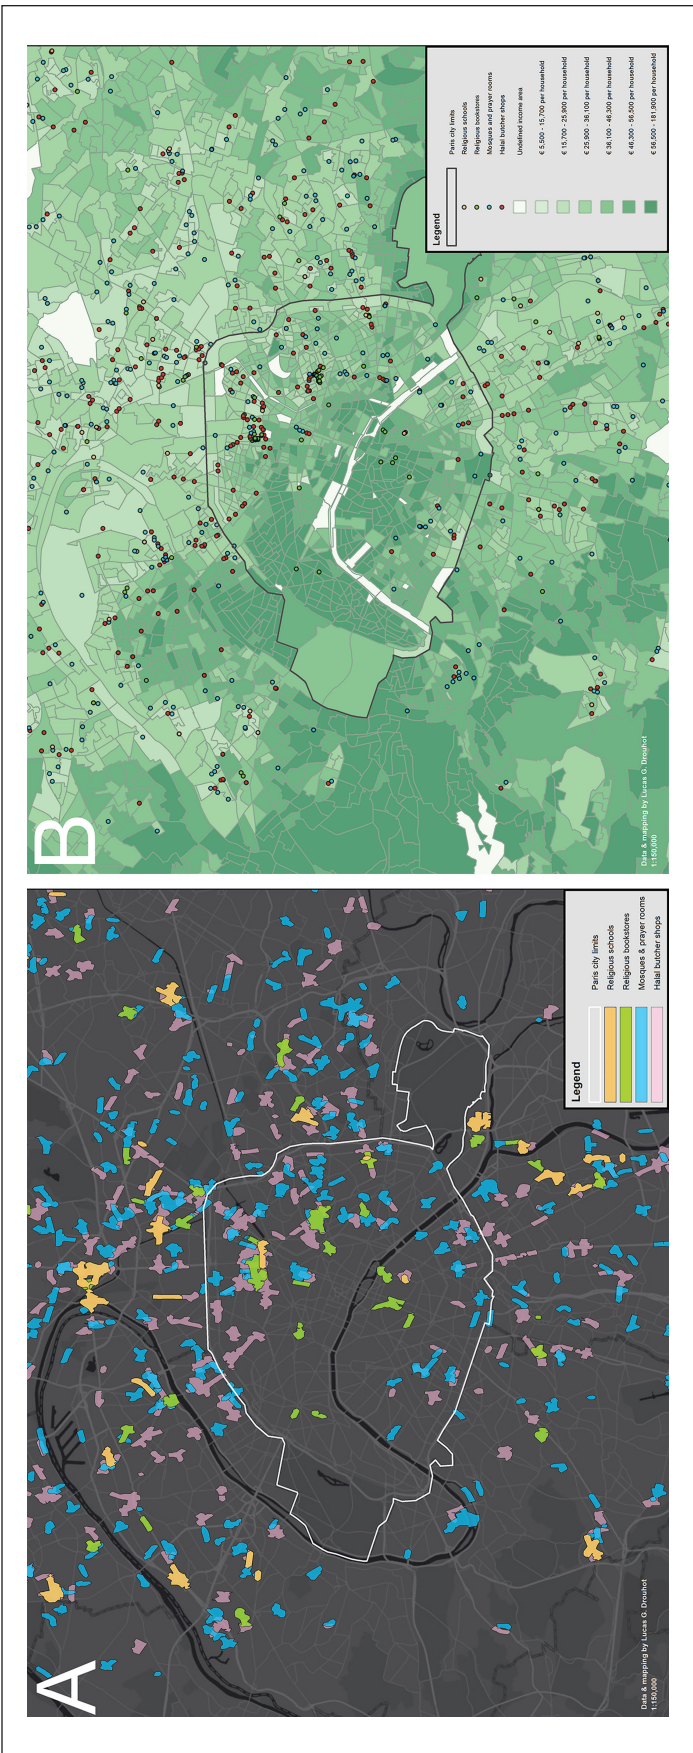 A
Legend
Paris city limits
Religious schools
Religious bookstores
Mosques & prayer rooms
Halal butcher shops
Data & mapping by Lucas G. Drouhot
1:150,000
B
Legend
Paris city limits
Religious schools
Religious bookstores
Mosques and prayer rooms
Halal butcher shops
Undefined income area
€ 5,500 - 15,700 per household
€ 15,700 - 25,900 per household
€ 25,900 - 36,100 per household
€ 36,100 - 46,300 per household
€ 46,300 - 56,500 per household
€ 56,500 - 181,900 per household
Data & mapping by Lucas G. Drouhot
1:150,000